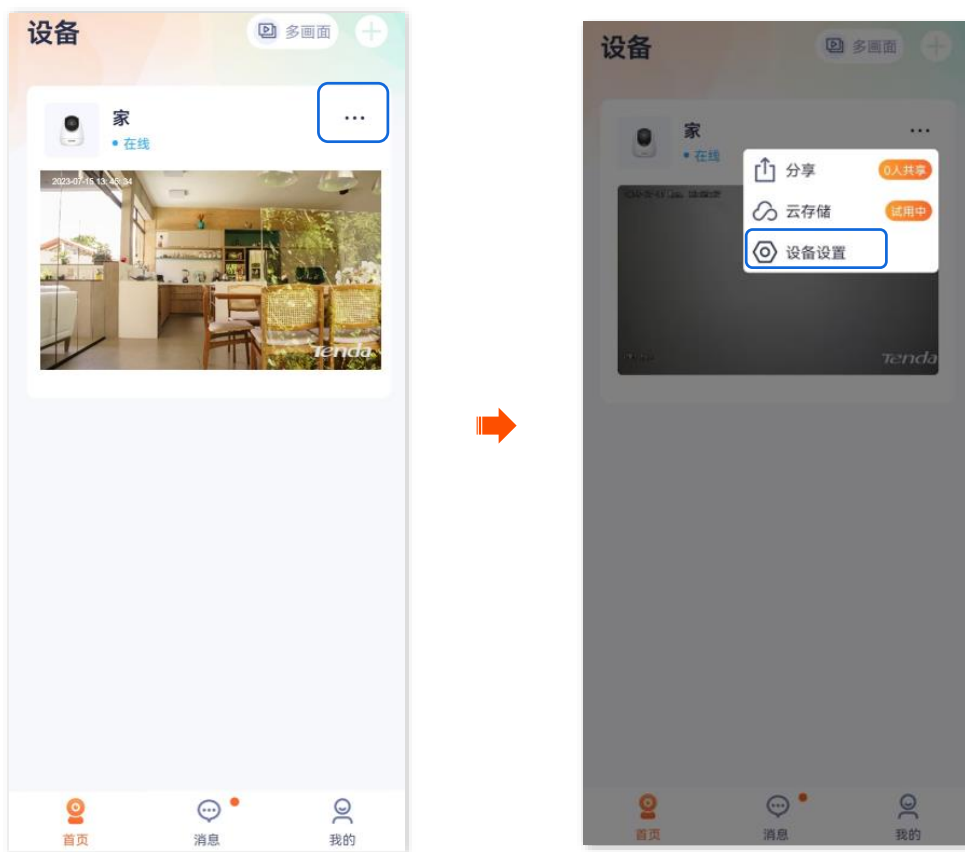 设备
多画面
家
在线
...
2023-07-15 13:45:34
Tenda
首页
消息
我的
设备
多画面
家
...
在线
分享
0人共享
云存储
试用中
设备设置
Tenda
首页
消息
我的